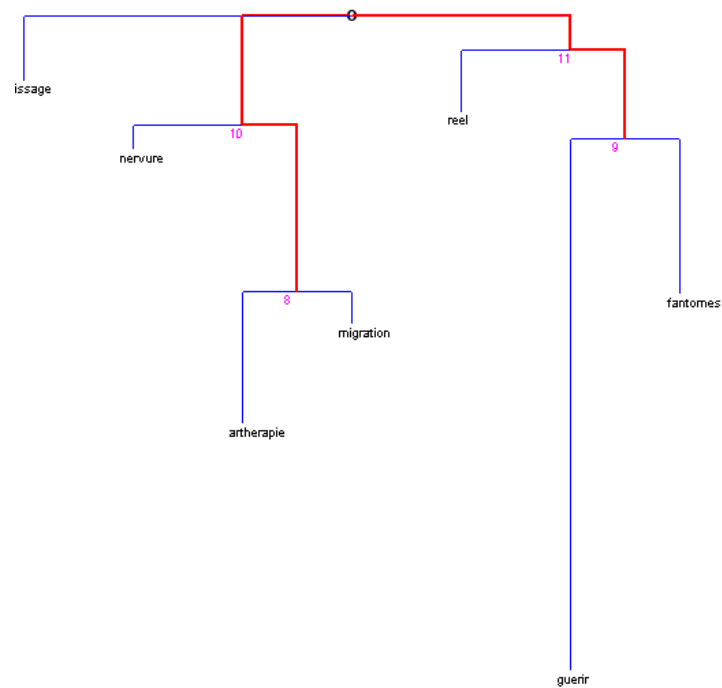 0
issage
11
reel
10
nervure
9
8
fantomes
migration
artherapie
guerir